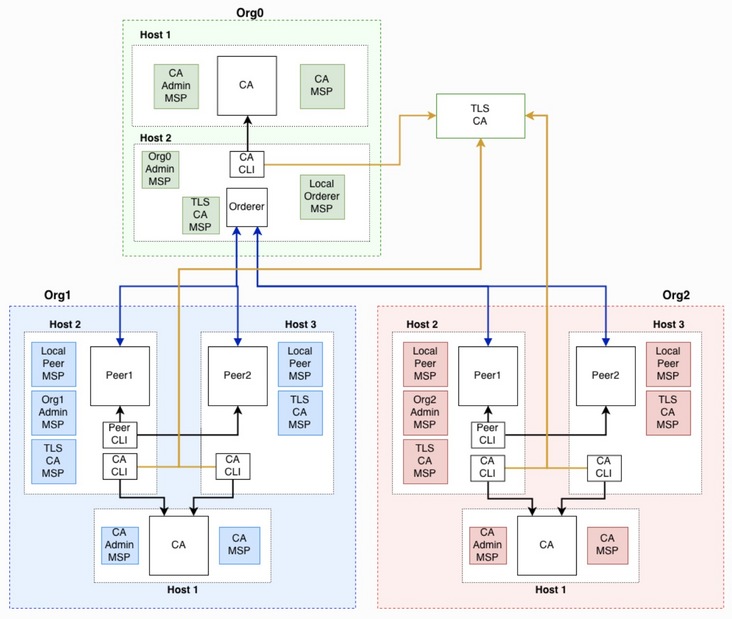 Org0
Host 1
CA
Admin
MSP
CA
CA
MSP
TLS
CA
Host 2
Org0
Admin
MSP
CA
CLI
Local
Orderer
MSP
TLS
CA
MSP
Orderer
Org1
Host 2
Host 3
Local
Peer
MSP
Peer1
Peer2
Local
Peer
MSP
Org1
Admin
MSP
TLS
CA
MSP
Peer
CLI
TLS
CA
MSP
CA
CLI
CA
CLI
CA
Admin
MSP
CA
CA
MSP
Host 1
Org2
Host 2
Host 3
Local
Peer
MSP
Peer1
Peer2
Local
Peer
MSP
Org2
Admin
MSP
TLS
CA
MSP
Peer
CLI
TLS
CA
MSP
CA
CLI
CA
CLI
CA
Admin
MSP
CA
CA
MSP
Host 1